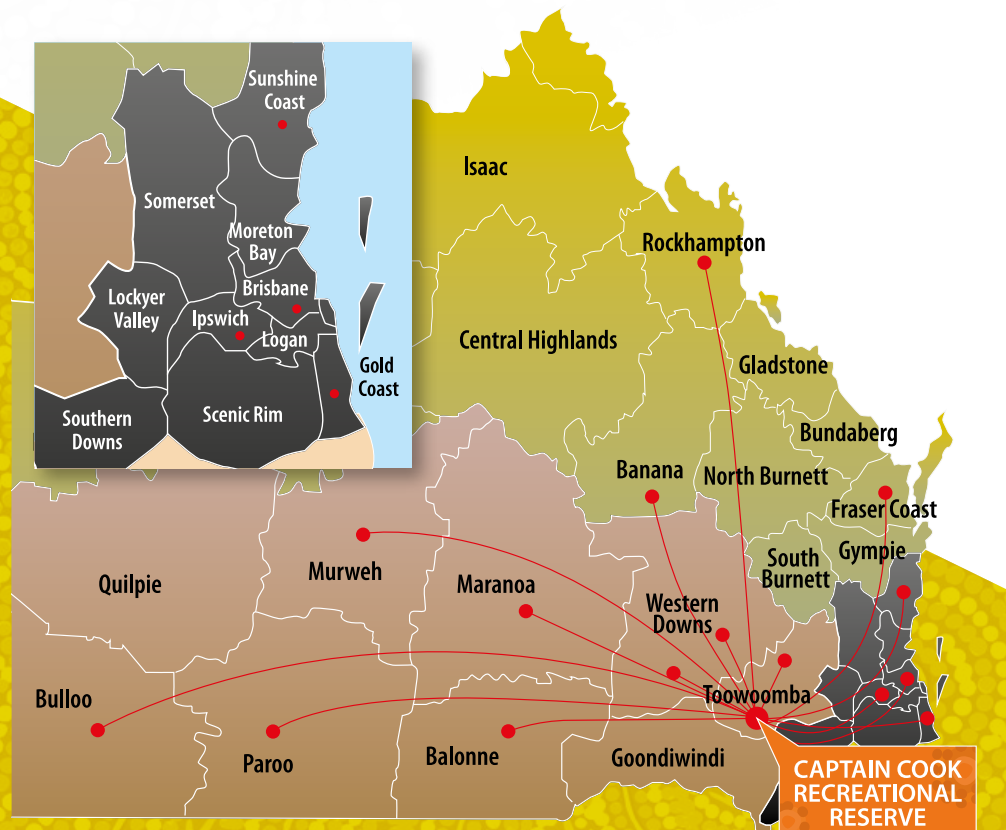 Sunshine
Coast
Somerset
Moreton
Bay
Brisbane
Lockyer
Valley
Ipswich
Logan
Gold
Coast
Scenic Rim
Southern
Downs
Isaac
Rockhampton
Central Highlands
Gladstone
Bundaberg
Banana
North Burnett
Fraser Coast
Gympie
South
Burnett
Quilpie
Murweh
Maranoa
Western
Downs
Toowoomba
Bulloo
Paroo
Balonne
Goondiwindi
CAPTAIN COOK
RECREATIONAL
RESERVE